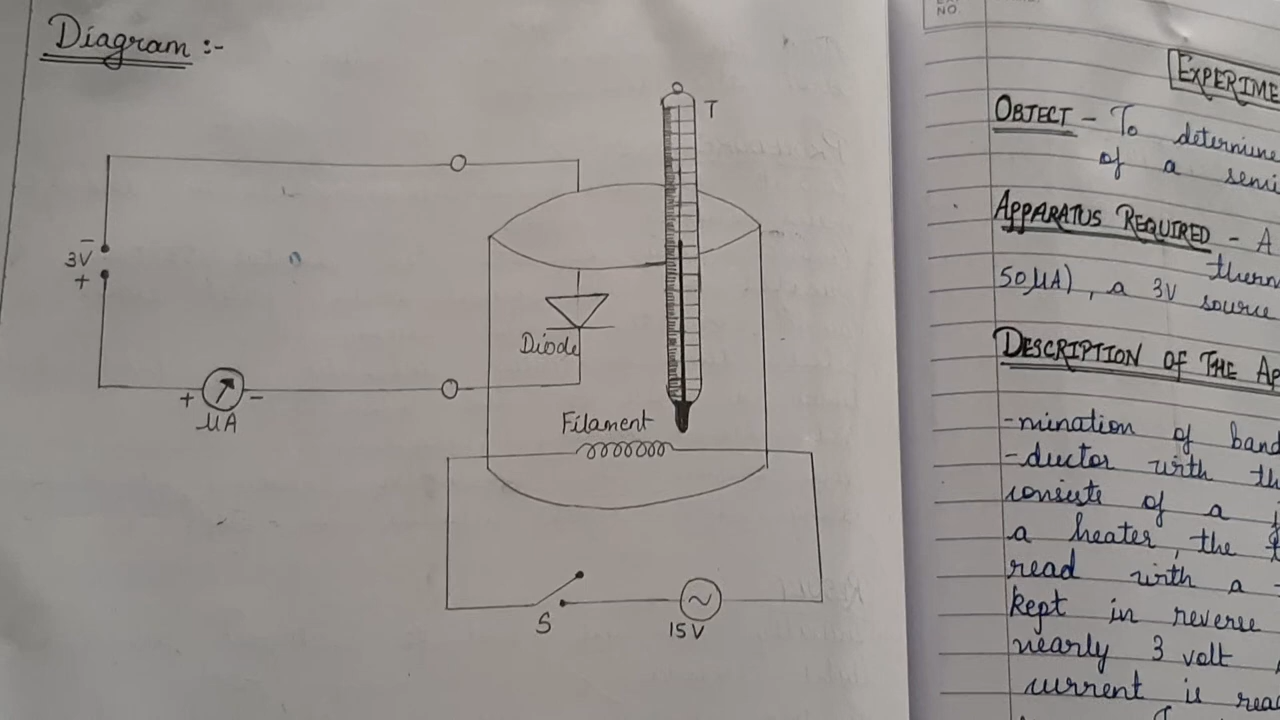 Diagram :-
T
3V
−
+
+
−
μA
Diode
Filament
S
15V
NO.
EXPERIME
OBJECT - To determine
of a semi
APPARATUS REQUIRED - A
therm
50μA), a 3V source
DESCRIPTION OF THE AP
-mination of band
-ductor with th
consists of a
a heater, the
read with a
kept in reverse
nearly 3 volt
current is rea